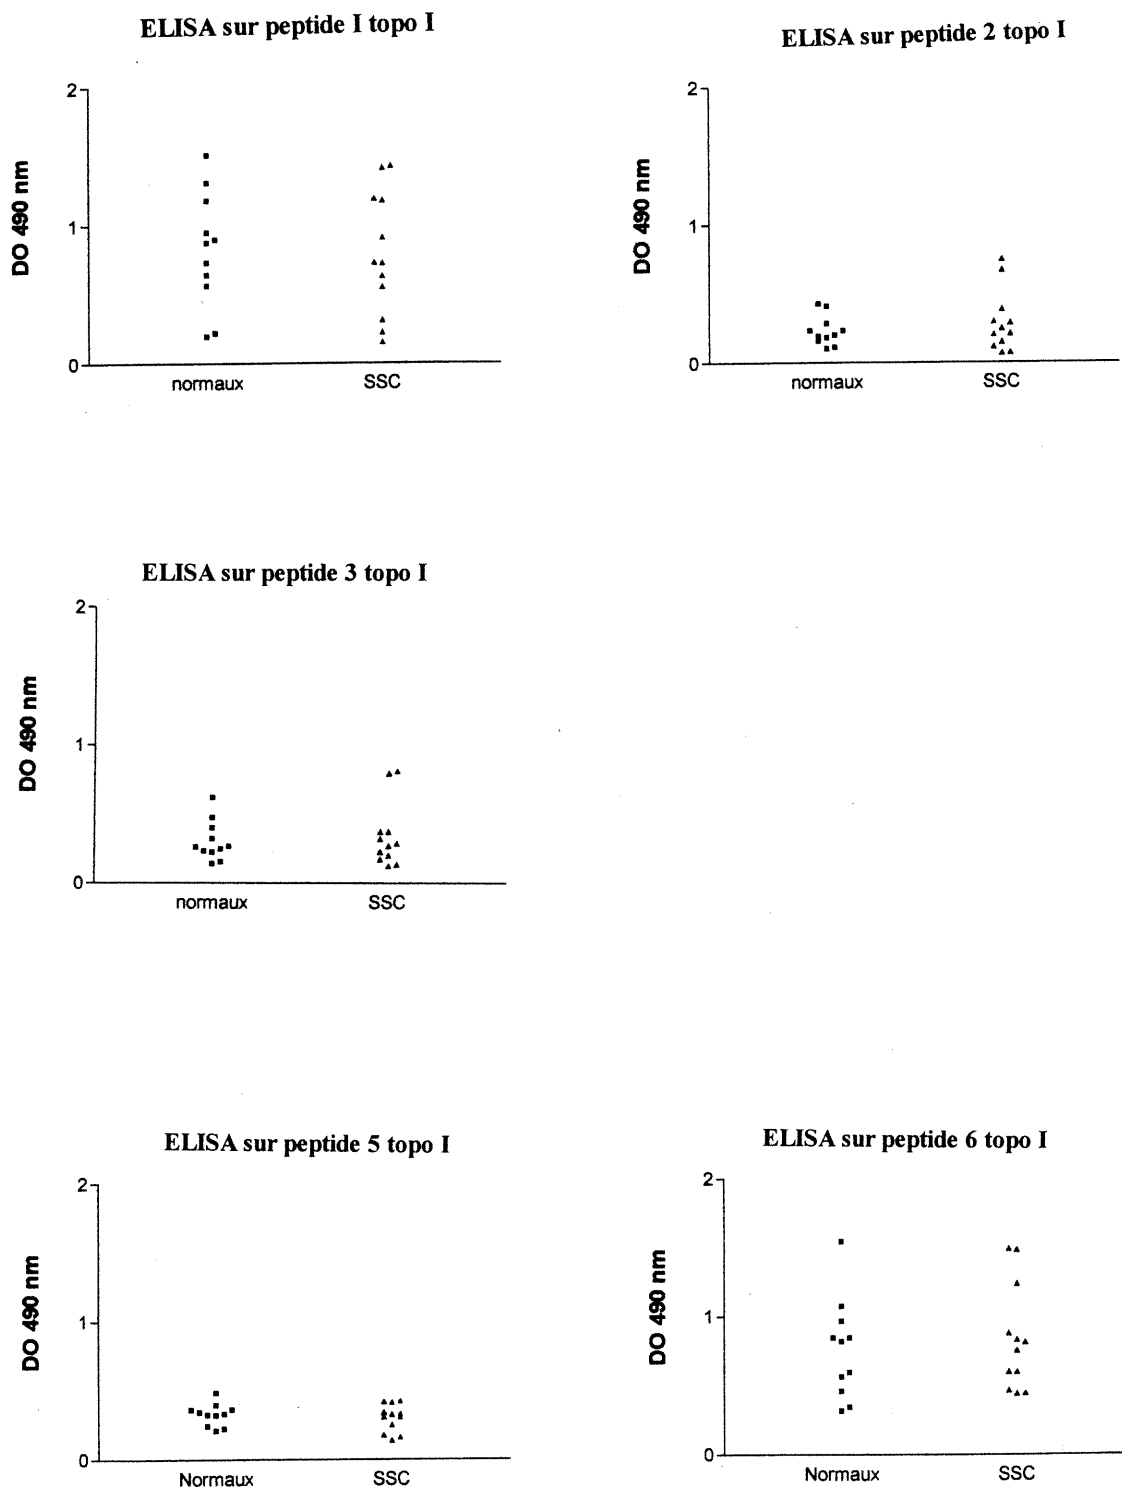 ELISA sur peptide I topo I
2
1
0
DO 490 nm
normaux
SSC
ELISA sur peptide 2 topo I
2
1
0
DO 490 nm
normaux
SSC
ELISA sur peptide 3 topo I
2
1
0
DO 490 nm
normaux
SSC
ELISA sur peptide 5 topo I
2
1
0
DO 490 nm
Normaux
SSC
ELISA sur peptide 6 topo I
2
1
0
DO 490 nm
Normaux
SSC